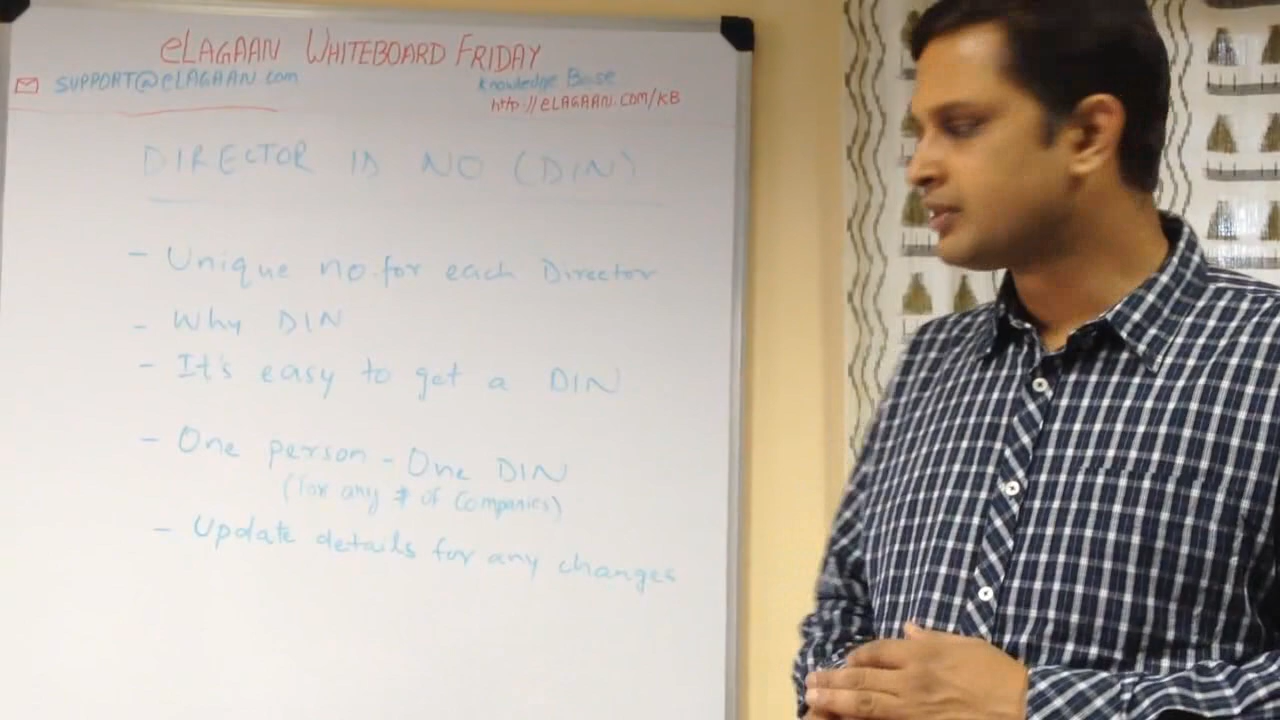 eLAGAAN WHITEBOARD FRIDAY
SUPPORT@eLAGAAN.com
Knowledge Base
http://eLAGAAN.COM/KB
DIRECTOR ID NO (DIN)
- Unique no. for each Director
- Why DIN
- It's easy to get a DIN
- One person - One DIN
(for any # of Companies)
- Update details for any changes